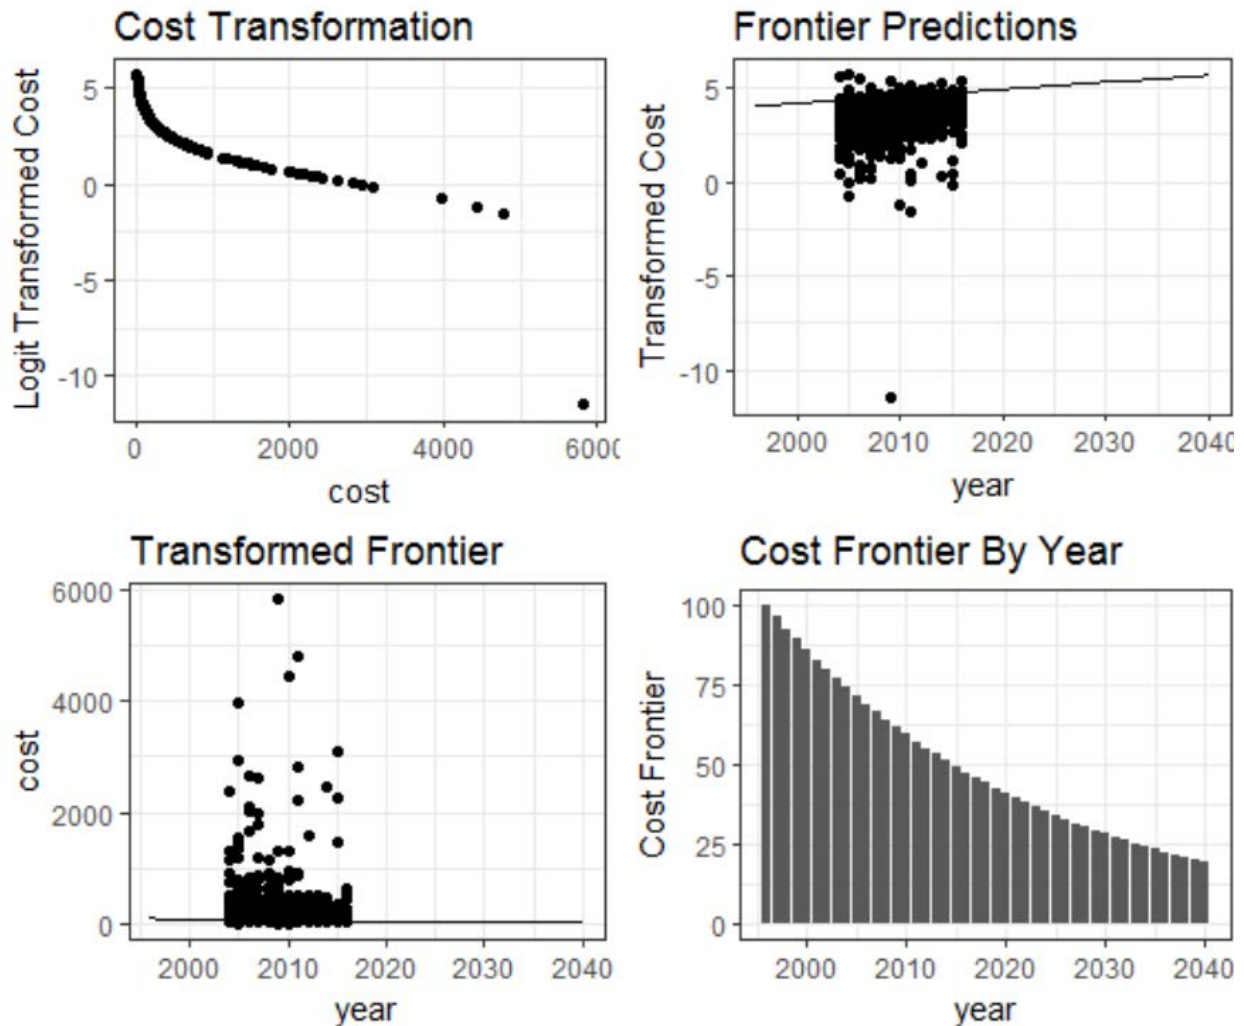 Cost Transformation
Logit Transformed Cost
5
0
-5
-10
0 2000 4000 6000
cost
Frontier Predictions
Transformed Cost
5
0
-5
-10
2000 2010 2020 2030 2040
year
Transformed Frontier
cost
6000
4000
2000
0
2000 2010 2020 2030 2040
year
Cost Frontier By Year
Cost Frontier
100
75
50
25
0
2000 2010 2020 2030 2040
year